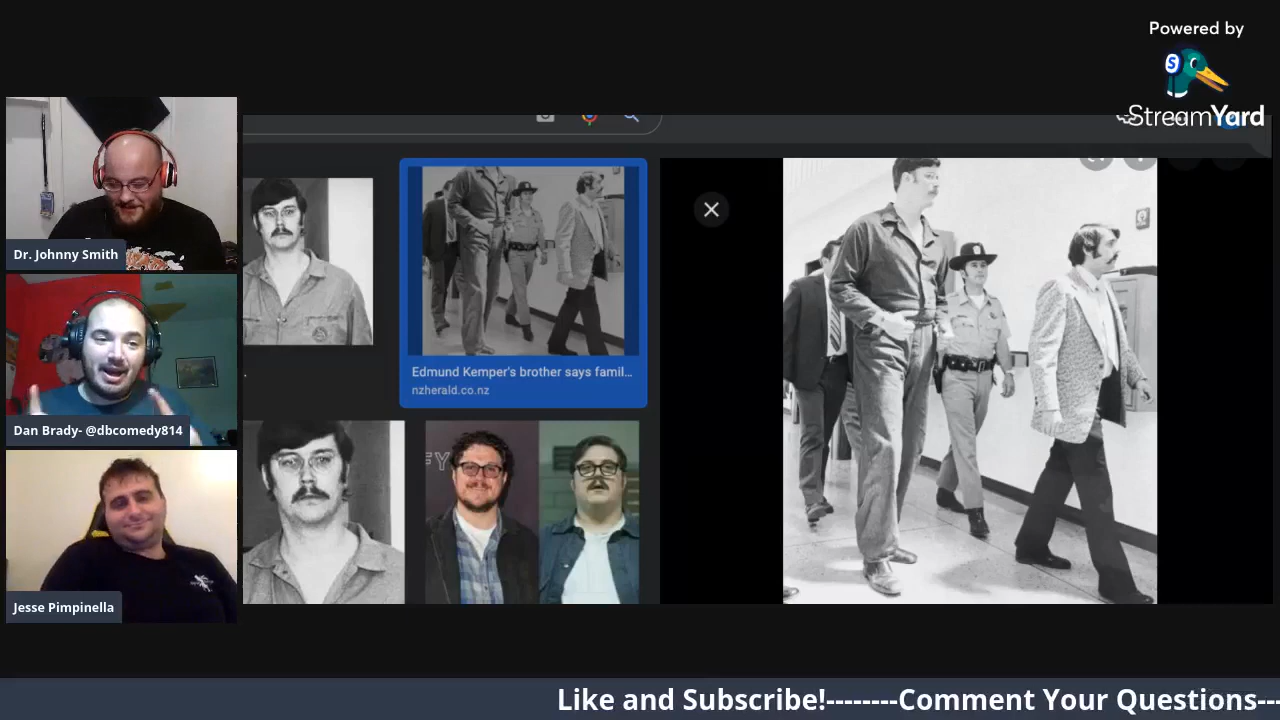 Powered by
StreamYard
Dr. Johnny Smith
Dan Brady- @dbcomedy814
Jesse Pimpinella
Edmund Kemper's brother says famil...
nzherald.co.nz
FY
Like and Subscribe!--------Comment Your Questions---